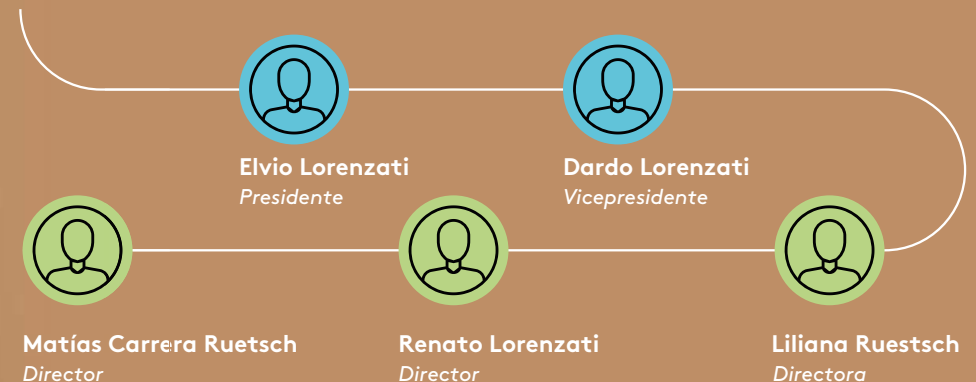 Elvio Lorenzati
Presidente
Dardo Lorenzati
Vicepresidente
Matías Carrera Ruetsch
Director
Renato Lorenzati
Director
Liliana Ruestsch
Directora